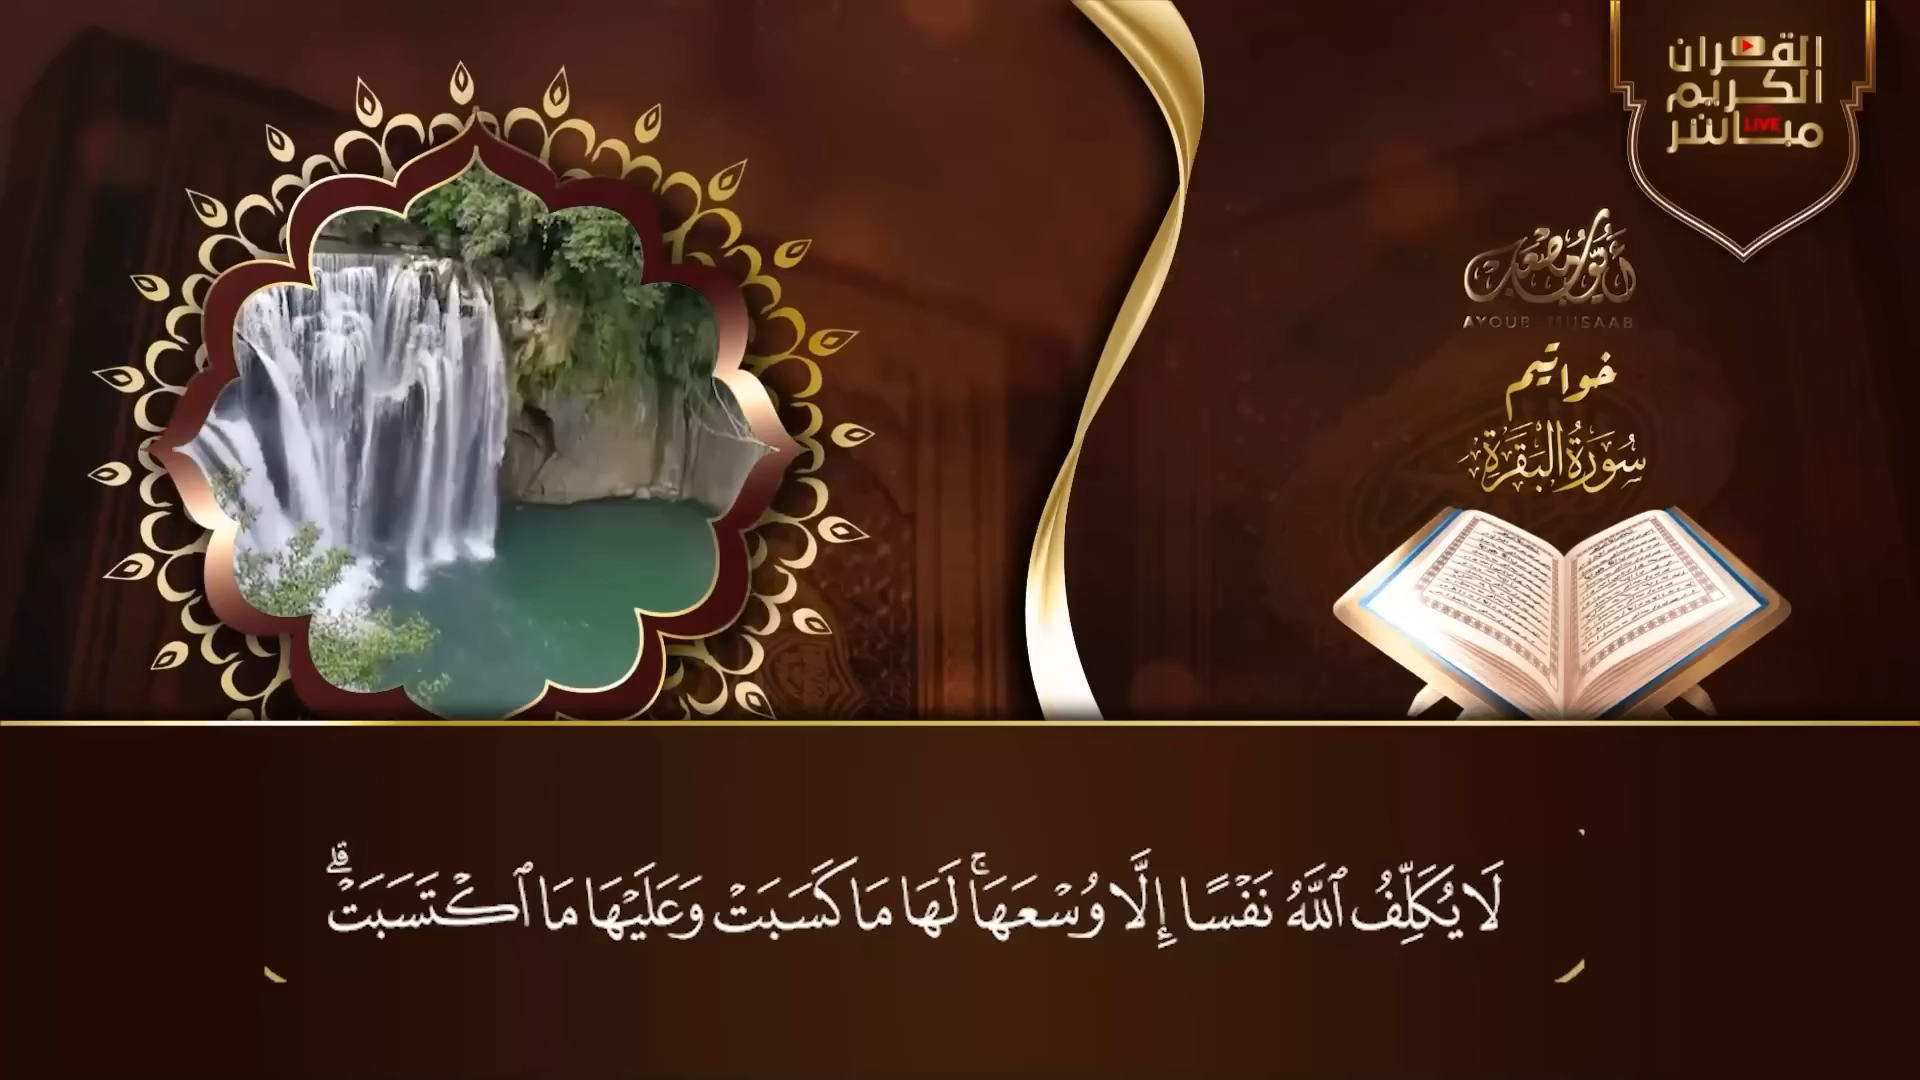 القرآن
الكريم
مباشر
LIVE
أيوب مصعب
AYOUB MUSAAB
خواتيم
سُورَةُ البَقَرَة
لَا يُكَلِّفُ ٱللَّهُ نَفْسًا إِلَّا وُسْعَهَاۚ لَهَا مَا كَسَبَتْ وَعَلَيْهَا مَا ٱكْتَسَبَتْۗ